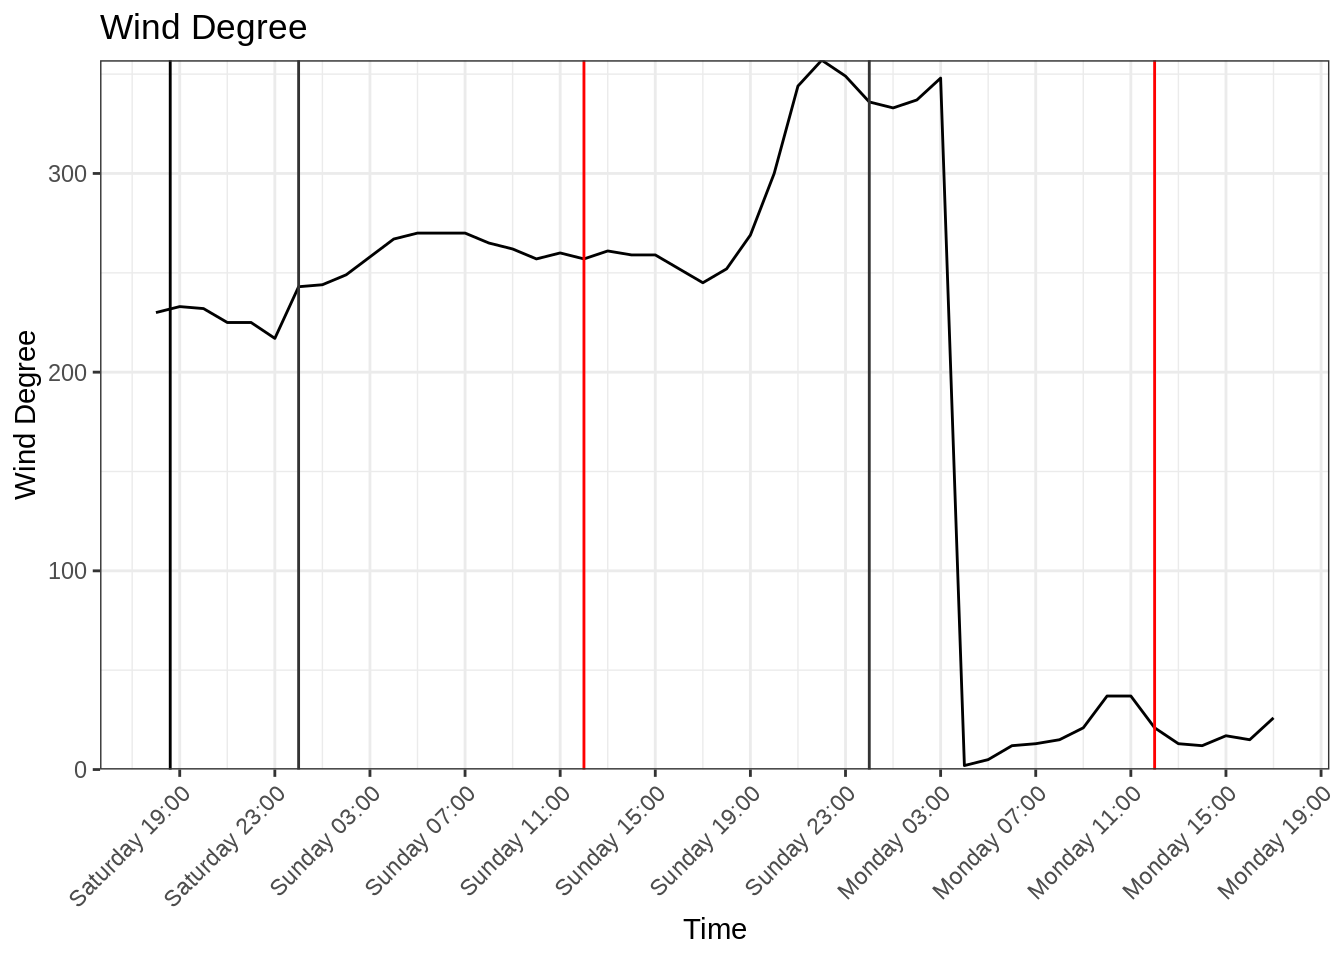 Wind Degree
Wind Degree
300
200
100
0
Saturday 19:00
Saturday 23:00
Sunday 03:00
Sunday 07:00
Sunday 11:00
Sunday 15:00
Sunday 19:00
Sunday 23:00
Monday 03:00
Monday 07:00
Monday 11:00
Monday 15:00
Monday 19:00
Time